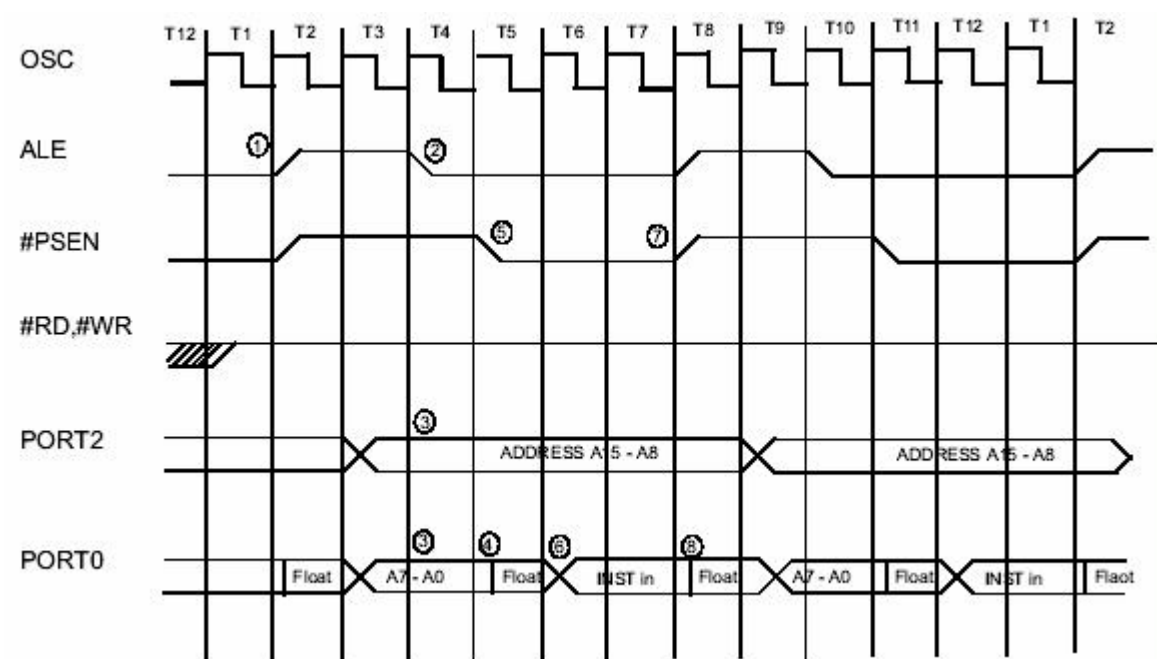 T12 T1 T2 T3 T4 T5 T6 T7 T8 T9 T10 T11 T12 T1 T2
OSC
ALE ① ②
#PSEN ⑤ ⑦
#RD,#WR
③
PORT2 ADDRESS A15 - A8 ADDRESS A15 - A8
③ ④ ⑥ ⑧
PORT0 Float A7 - A0 Float INST in Float A7 - A0 Float INST in Flaot